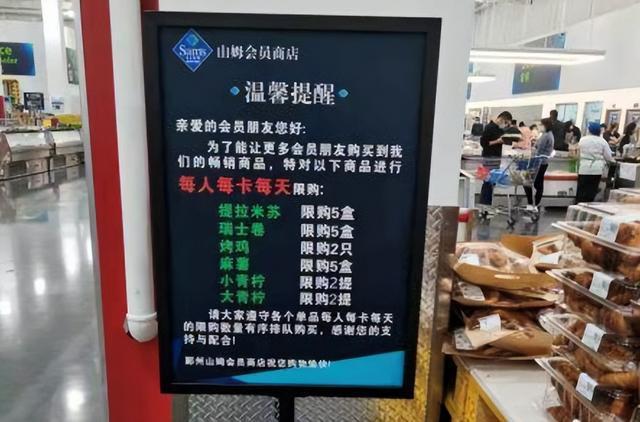 Sam's
CLUB
山姆会员商店
温馨提醒
亲爱的会员朋友您好:
为了能让更多会员朋友购买到我
们的畅销商品，特对以下商品进行
每人每卡每天限购:
提拉米苏 限购5盒
瑞士卷 限购5盒
烤鸡 限购2只
麻薯 限购5盒
小青柠 限购2提
大青柠 限购2提
请大家遵守各个单品每人每卡每天
的限购数量有序排队购买，感谢您的支
持与配合!
鄞州山姆会员商店祝您购物愉快!